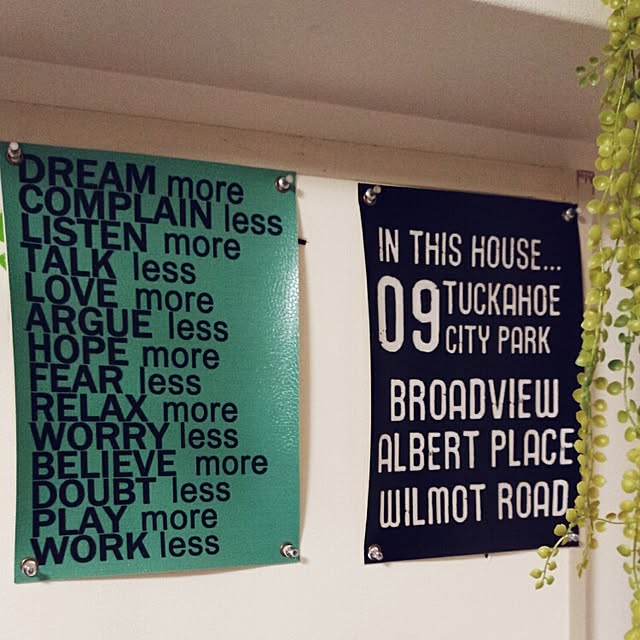 DREAM more
COMPLAIN less
LISTEN more
TALK less
LOVE more
ARGUE less
HOPE more
FEAR less
RELAX more
WORRY less
BELIEVE more
DOUBT less
PLAY more
WORK less
IN THIS HOUSE...
09 TUCKAHOE
CITY PARK
BROADVIEW
ALBERT PLACE
WILMOT ROAD